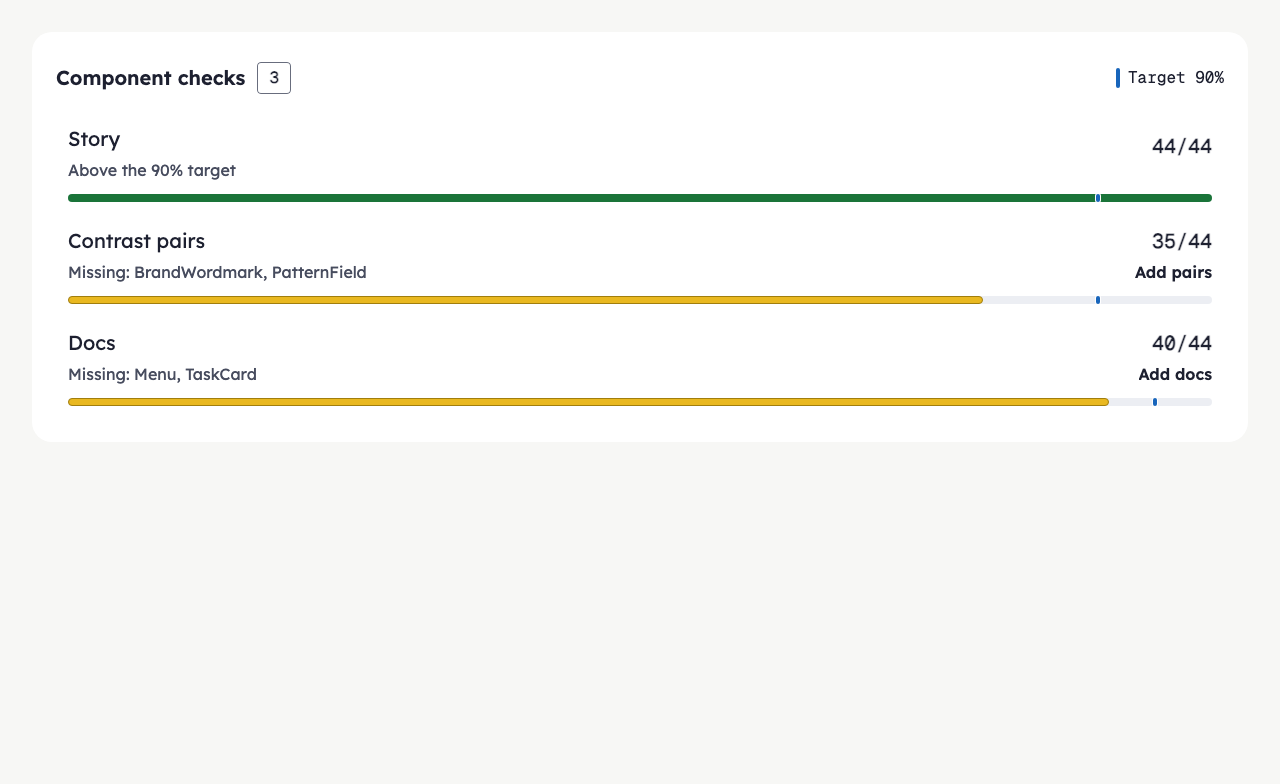 Component checks 3 Target 90%
Story 44/44
Above the 90% target
Contrast pairs 35/44
Missing: BrandWordmark, PatternField Add pairs
Docs 40/44
Missing: Menu, TaskCard Add docs